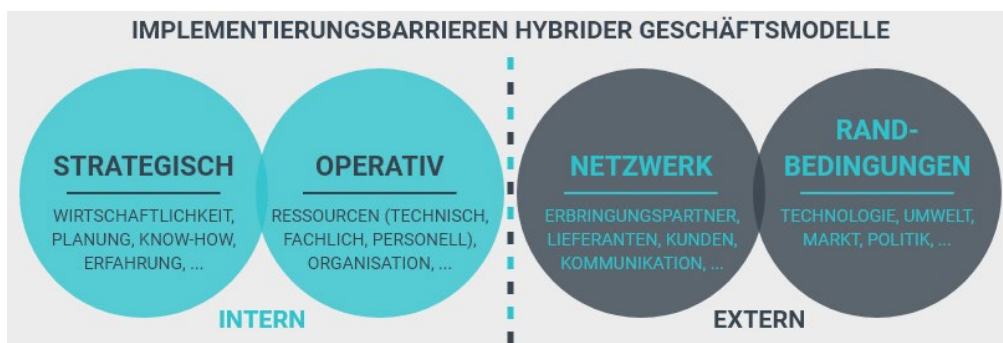 IMPLEMENTIERUNGSBARRIEREN HYBRIDER GESCHÄFTSMODELLE
STRATEGISCH
WIRTSCHAFTLICHKEIT,
PLANUNG, KNOW-HOW,
ERFAHRUNG, ...
OPERATIV
RESSOURCEN (TECHNISCH,
FACHLICH, PERSONELL),
ORGANISATION, ...
INTERN
NETZWERK
ERBRINGUNGSPARTNER,
LIEFERANTEN, KUNDEN,
KOMMUNIKATION, ...
RAND-
BEDINGUNGEN
TECHNOLOGIE, UMWELT,
MARKT, POLITIK, ...
EXTERN